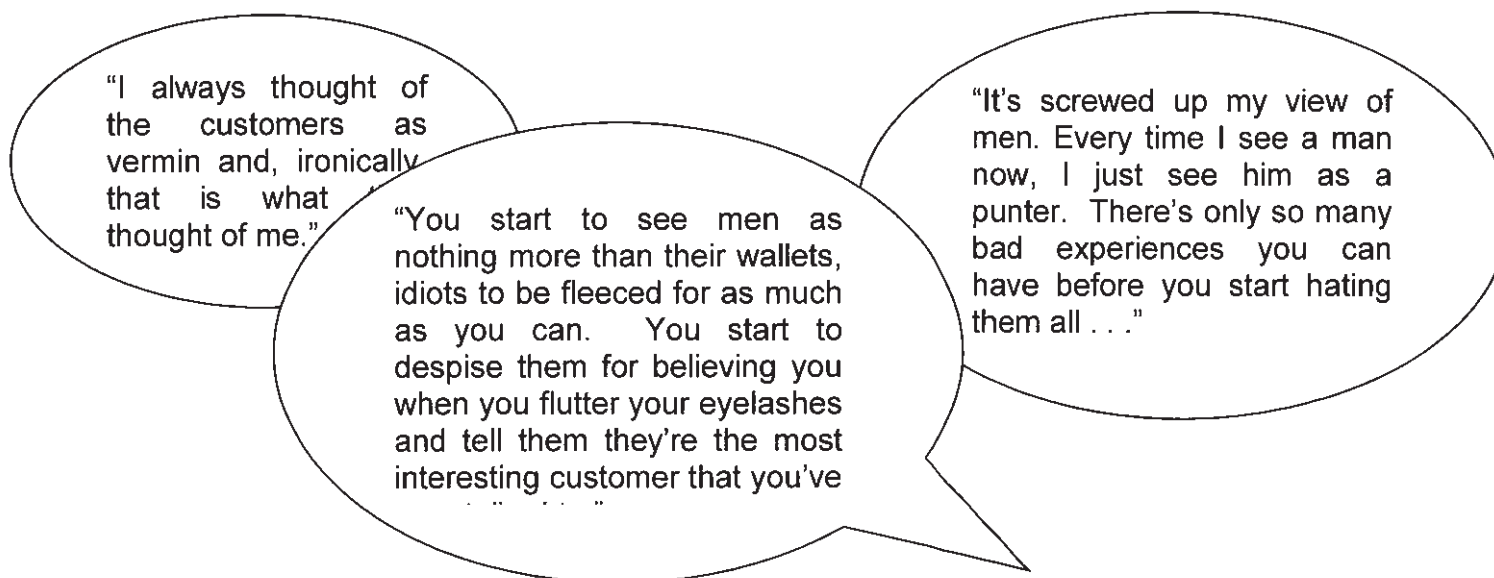 “I always thought of
the customers as
vermin and, ironically,
that is what
thought of me.”
“You start to see men as
nothing more than their wallets,
idiots to be fleeced for as much
as you can. You start to
despise them for believing you
when you flutter your eyelashes
and tell them they’re the most
interesting customer that you’ve
“It’s screwed up my view of
men. Every time I see a man
now, I just see him as a
punter. There’s only so many
bad experiences you can
have before you start hating
them all . . .”